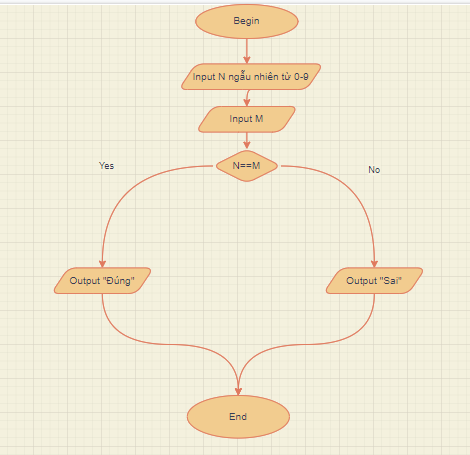 Begin
Input N ngẫu nhiên từ 0-9
Input M
N==M
Yes
No
Output "Đúng"
Output "Sai"
End